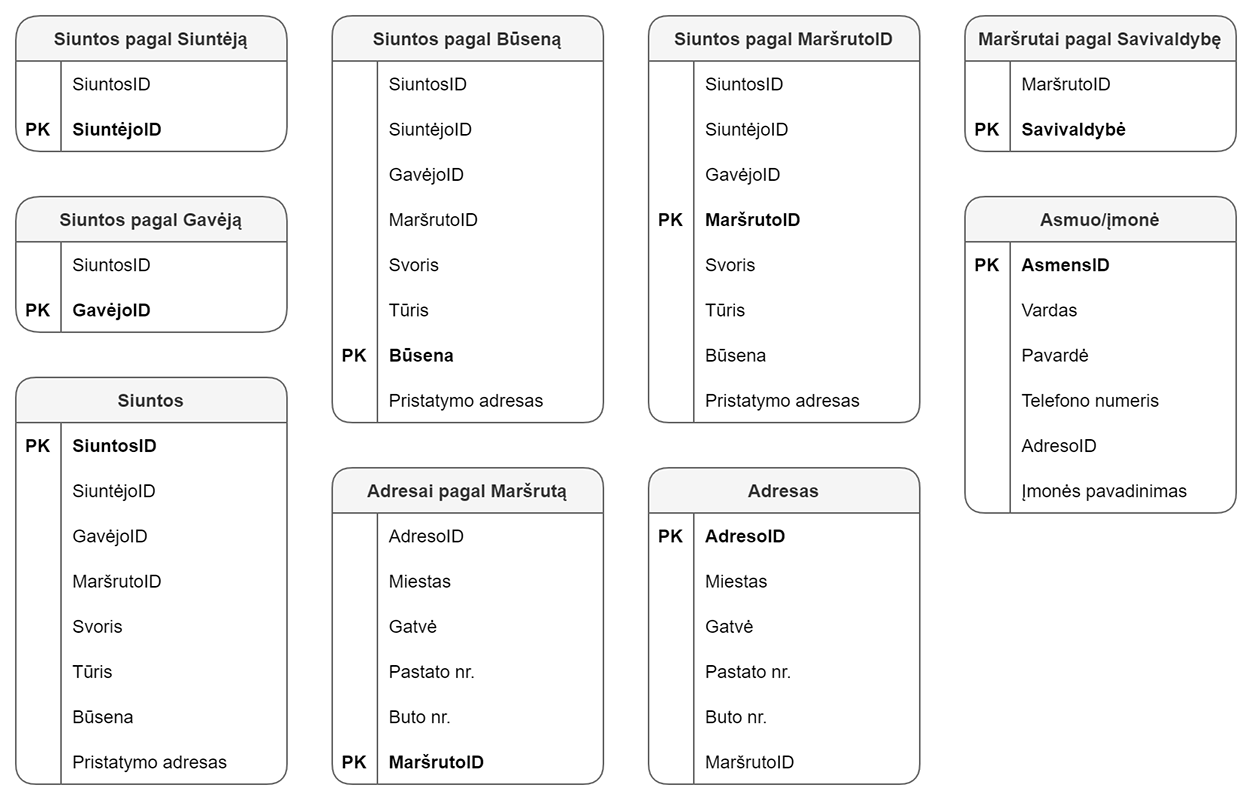 Siuntos pagal Siuntėją
SiuntosID
PK SiuntėjoID
Siuntos pagal Gavėją
SiuntosID
PK GavėjoID
Siuntos
PK SiuntosID
SiuntėjoID
GavėjoID
MaršrutoID
Svoris
Tūris
Būsena
Pristatymo adresas
Siuntos pagal Būseną
SiuntosID
SiuntėjoID
GavėjoID
MaršrutoID
Svoris
Tūris
PK Būsena
Pristatymo adresas
Adresai pagal Maršrutą
AdresoID
Miestas
Gatvė
Pastato nr.
Buto nr.
PK MaršrutoID
Siuntos pagal MaršrutoID
SiuntosID
SiuntėjoID
GavėjoID
PK MaršrutoID
Svoris
Tūris
Būsena
Pristatymo adresas
Adresas
PK AdresoID
Miestas
Gatvė
Pastato nr.
Buto nr.
MaršrutoID
Maršrutai pagal Savivaldybę
MaršrutoID
PK Savivaldybė
Asmuo/įmonė
PK AsmensID
Vardas
Pavardė
Telefono numeris
AdresoID
Įmonės pavadinimas